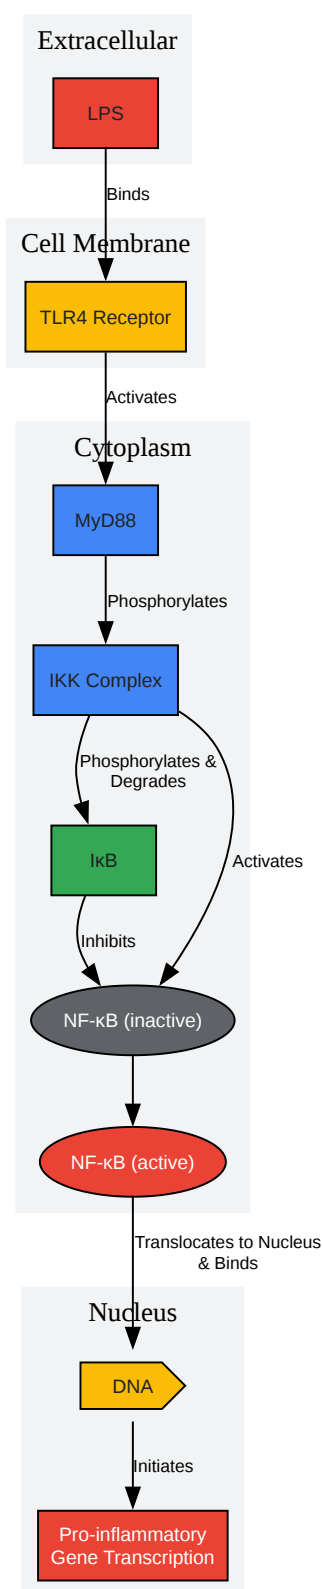 Extracellular
LPS
Binds
Cell Membrane
TLR4 Receptor
Activates
Cytoplasm
MyD88
Phosphorylates
IKK Complex
Phosphorylates &
Degrades
IκB
Activates
Inhibits
NF-κB (inactive)
NF-κB (active)
Translocates to Nucleus
& Binds
Nucleus
DNA
Initiates
Pro-inflammatory
Gene Transcription